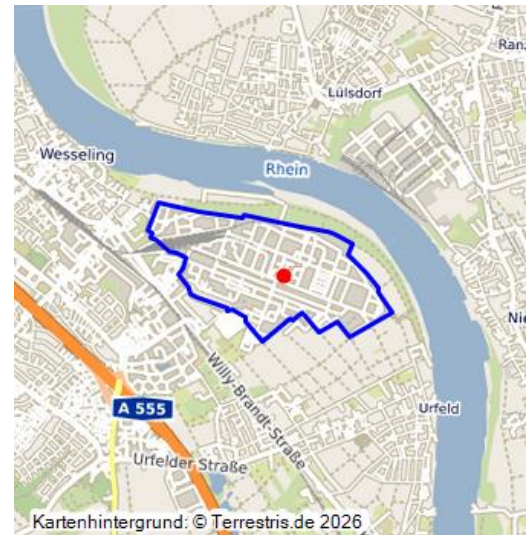 Ranz
Lülsdorf
Wesseling
Rhein
Nie
A 555
Willy-Brandt-Straße
Urfeld
Urfelder Straße
Kartenhintergrund: © Terrestris.de 2026